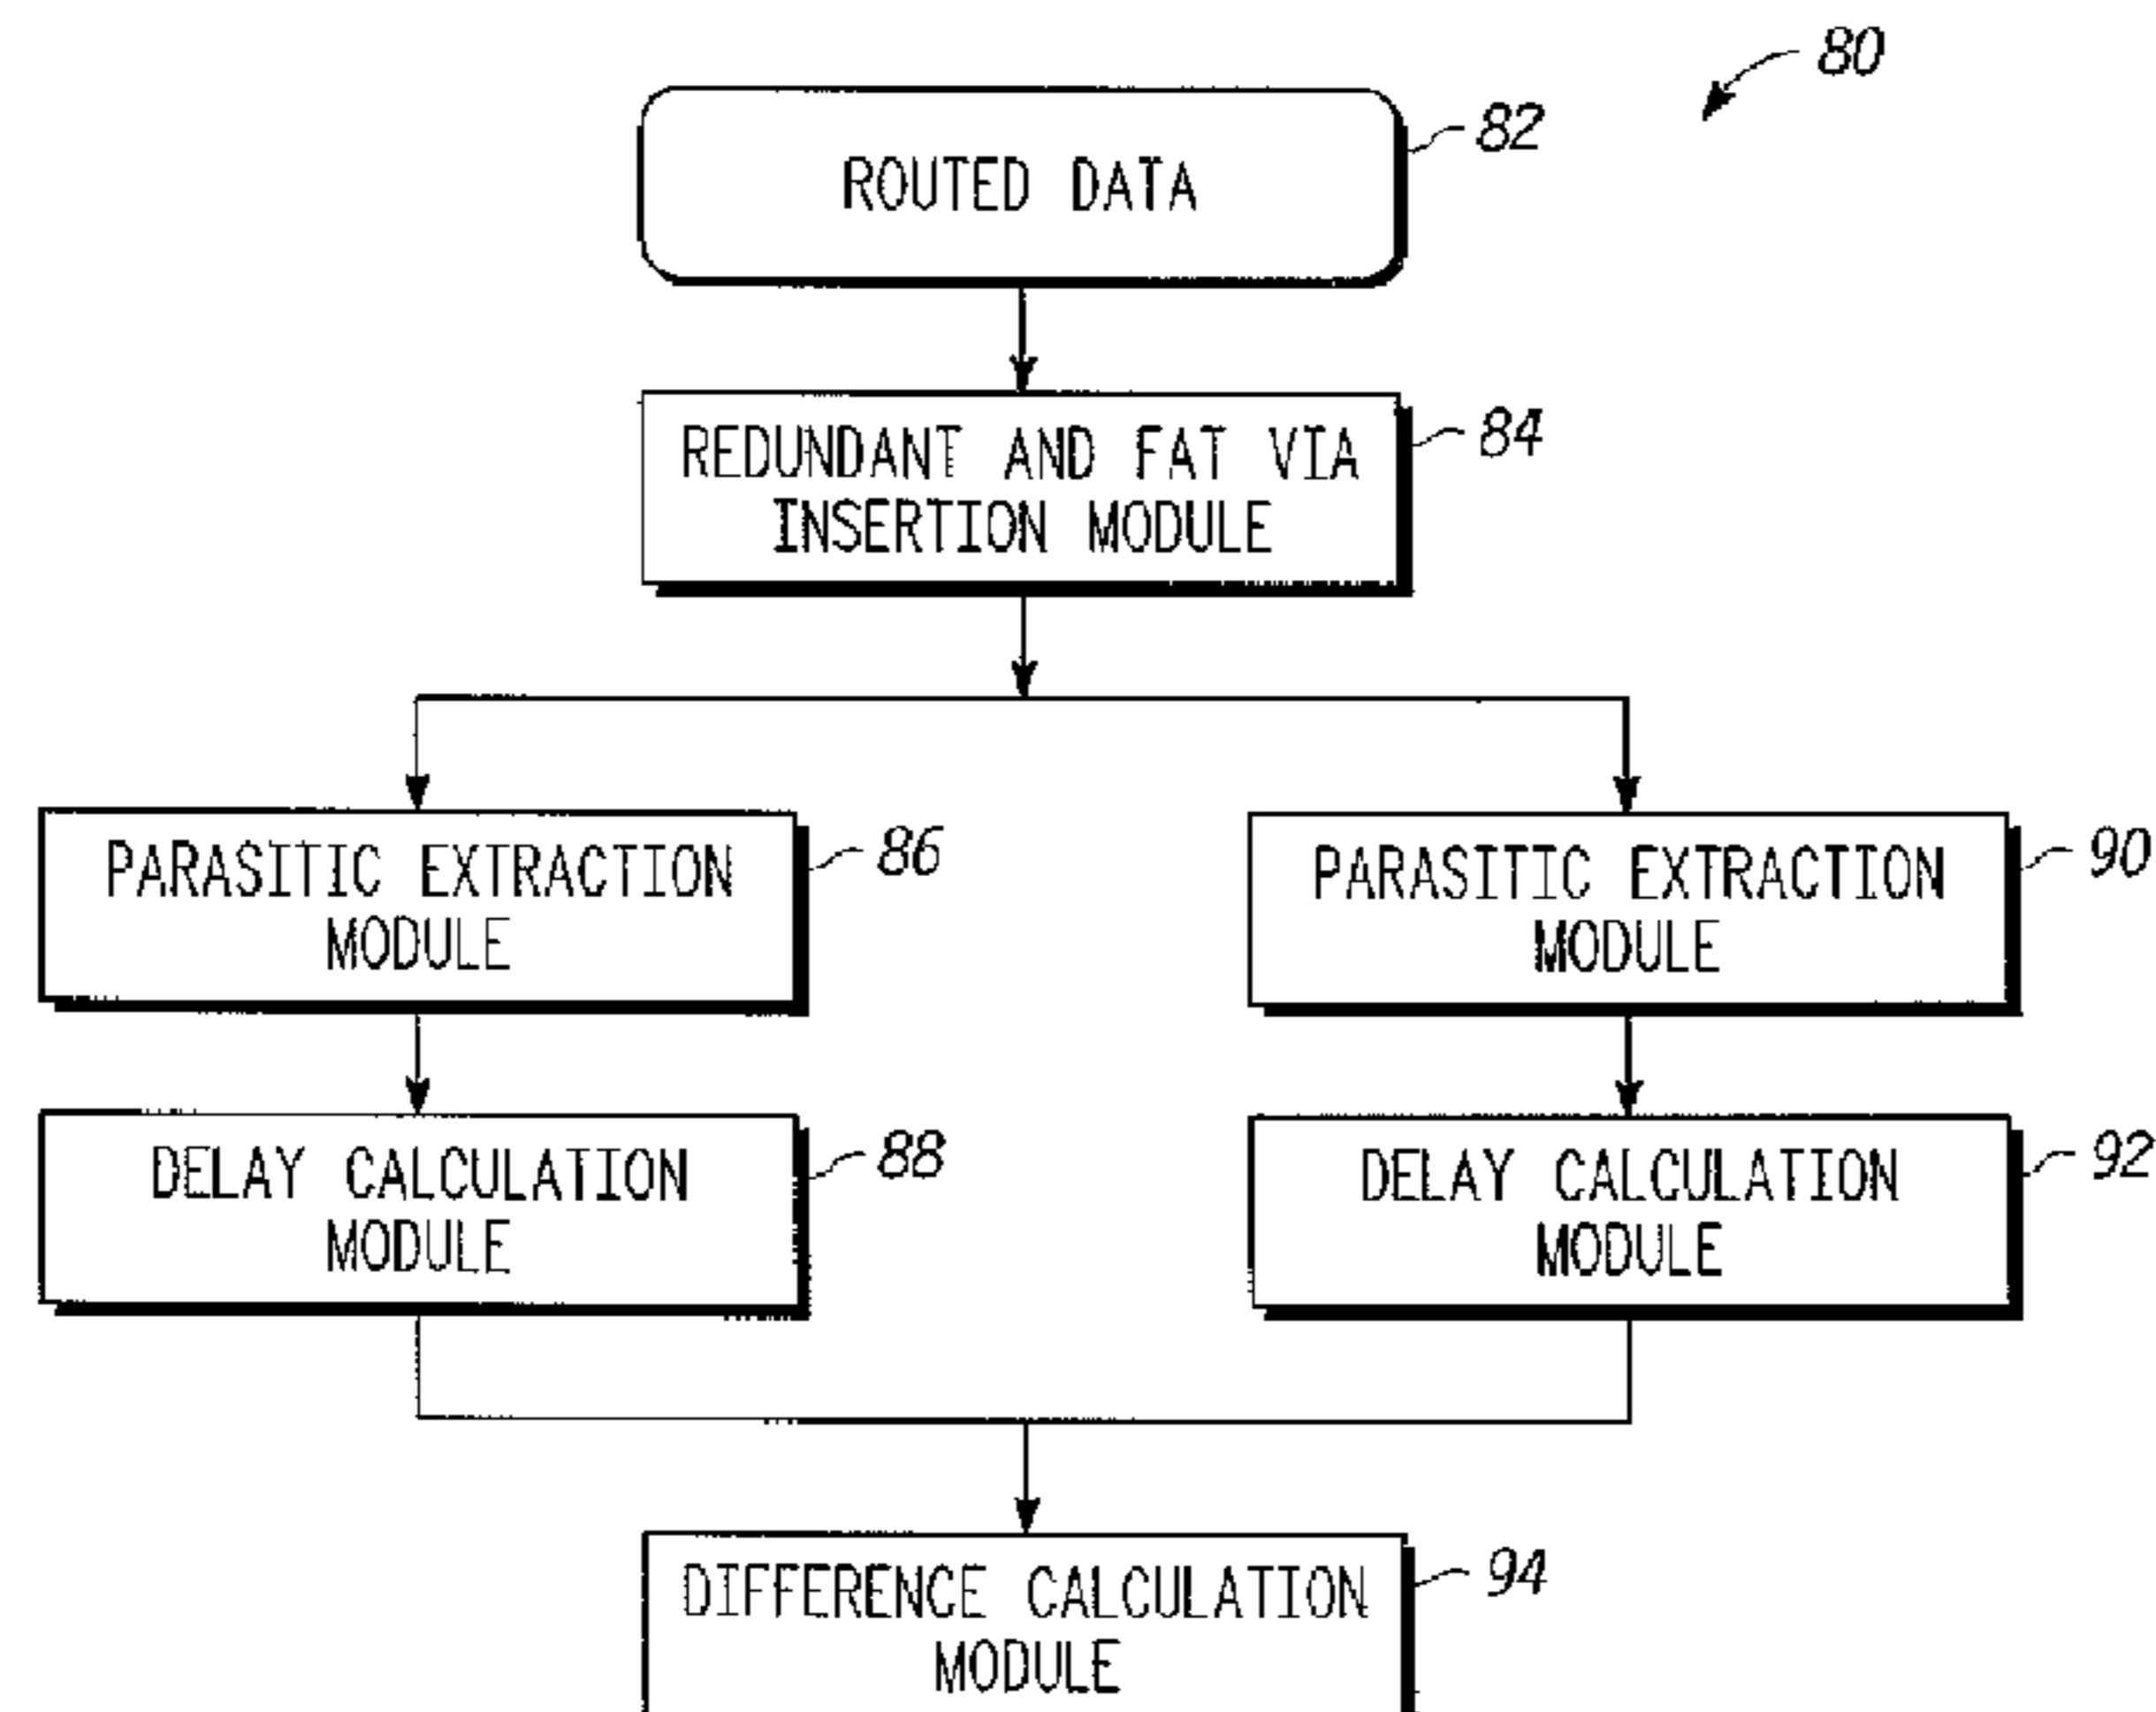 80
ROUTED DATA
82
REDUNDANT AND FAT VIA
INSERTION MODULE
84
PARASITIC EXTRACTION
MODULE
86
PARASITIC EXTRACTION
MODULE
90
DELAY CALCULATION
MODULE
88
DELAY CALCULATION
MODULE
92
DIFFERENCE CALCULATION
MODULE
94